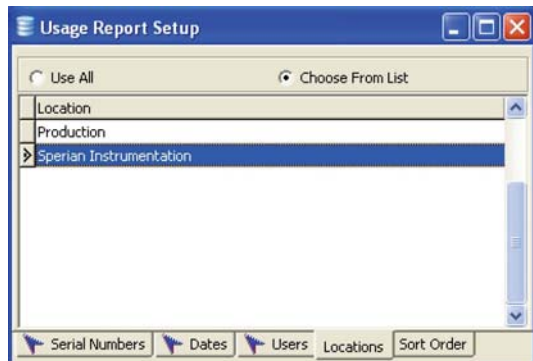 Usage Report Setup
Use All
Choose From List
Location
Production
Sperian Instrumentation
Serial Numbers
Dates
Users
Locations
Sort Order